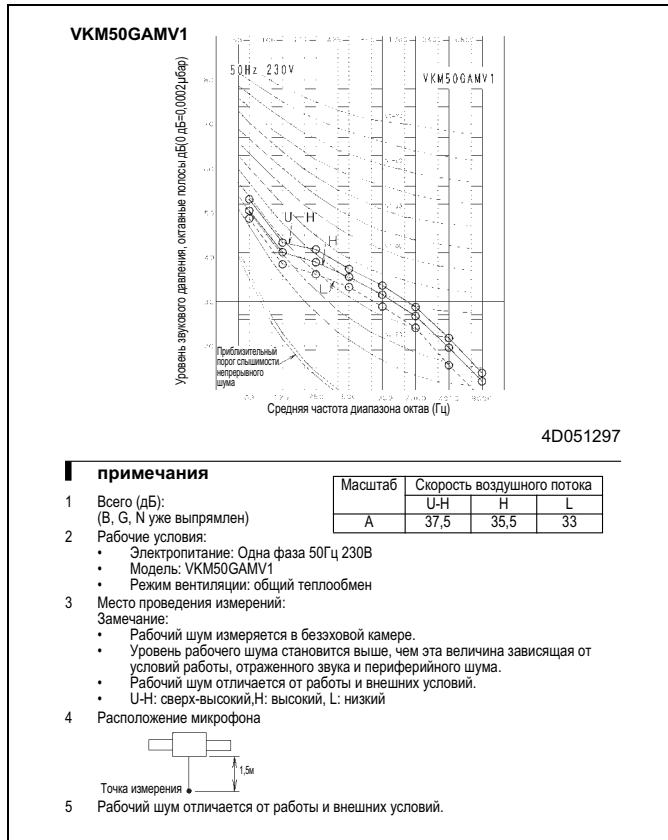 VKM50GAMV1
50Hz 230V
VKM50GAMV1
Уровень звукового давления, октавные полосы дБ(0 дБ=0,0002μбар)
U-H
H
L
Приблизительный
порог слышимости
непрерывного
шума
Средняя частота диапазона октав (Гц)
4D051297
примечания
Масштаб Скорость воздушного потока
U-H H L
A 37,5 35,5 33
1 Всего (дБ):
(B, G, N уже выпрямлен)
2 Рабочие условия:
• Электропитание: Одна фаза 50Гц 230В
• Модель: VKM50GAMV1
• Режим вентиляции: общий теплообмен
3 Место проведения измерений:
Замечание:
• Рабочий шум измеряется в безэховой камере.
• Уровень рабочего шума становится выше, чем эта величина зависящая от
условий работы, отраженного звука и периферийного шума.
• Рабочий шум отличается от работы и внешних условий.
• U-H: сверх-высокий,H: высокий, L: низкий
4 Расположение микрофона
1,5м
Точка измерения
5 Рабочий шум отличается от работы и внешних условий.